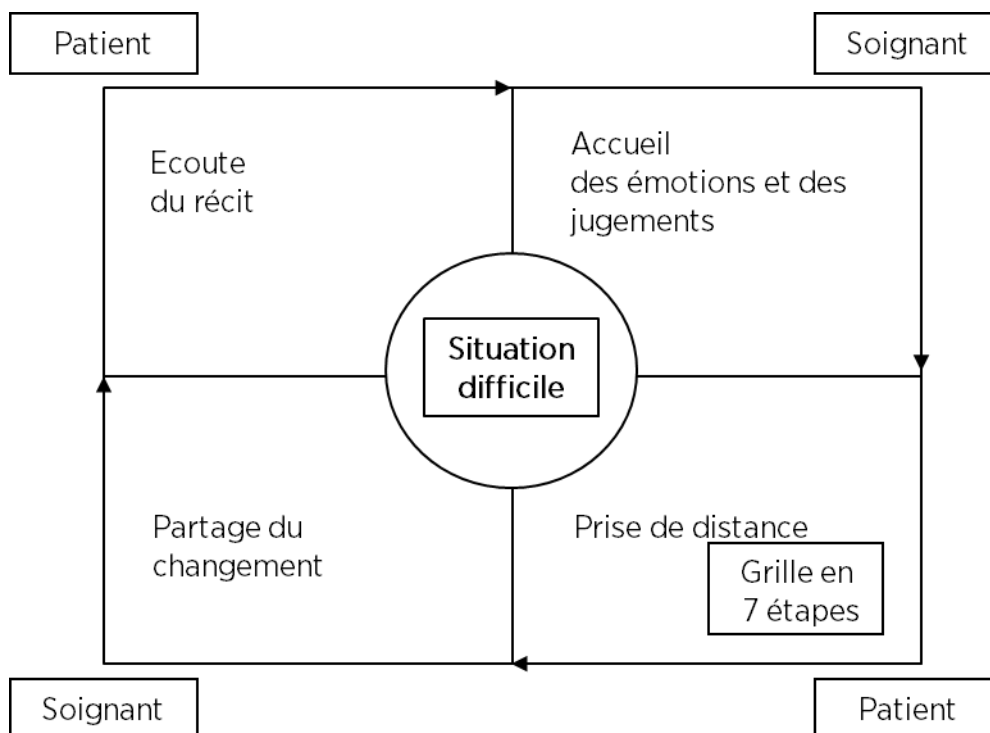 Patient
Soignant
Ecoute
du récit
Accueil
des émotions et des
jugements
Situation
difficile
Partage du
changement
Prise de distance
Grille en
7 étapes
Soignant
Patient